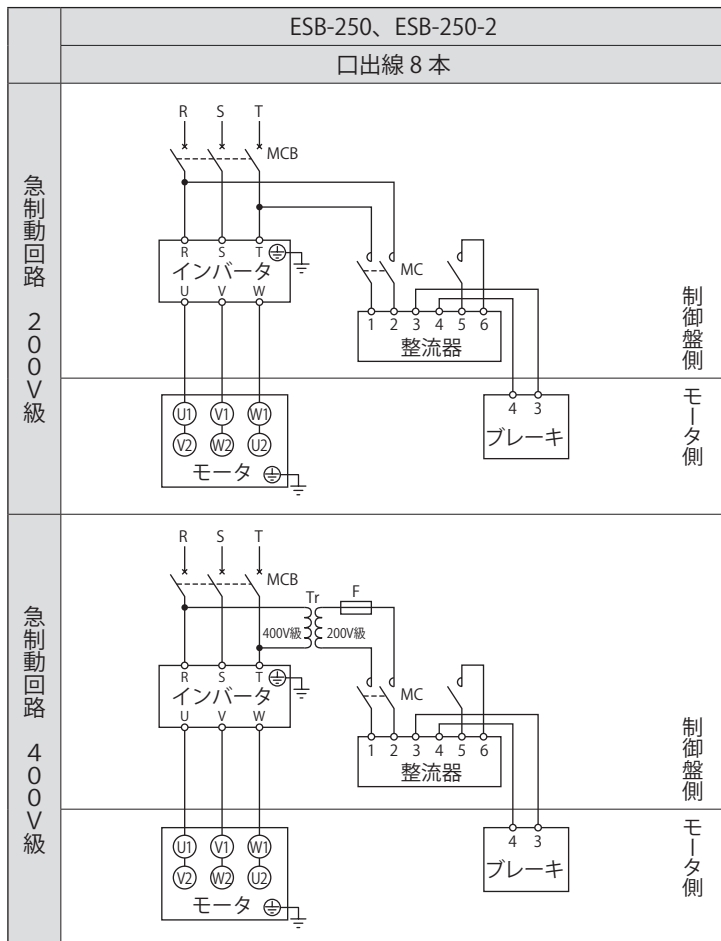 ESB-250、ESB-250-2
口出線 8 本
急制動回路 200V級
R S T
MCB
R S T
インバータ
U V W
MC
1 2 3 4 5 6
整流器
制御盤側
U1 V1 W1
V2 W2 U2
モータ
4 3
ブレーキ
モータ側
急制動回路 400V級
R S T
MCB
Tr F
400V級 200V級
R S T
インバータ
U V W
MC
1 2 3 4 5 6
整流器
制御盤側
U1 V1 W1
V2 W2 U2
モータ
4 3
ブレーキ
モータ側